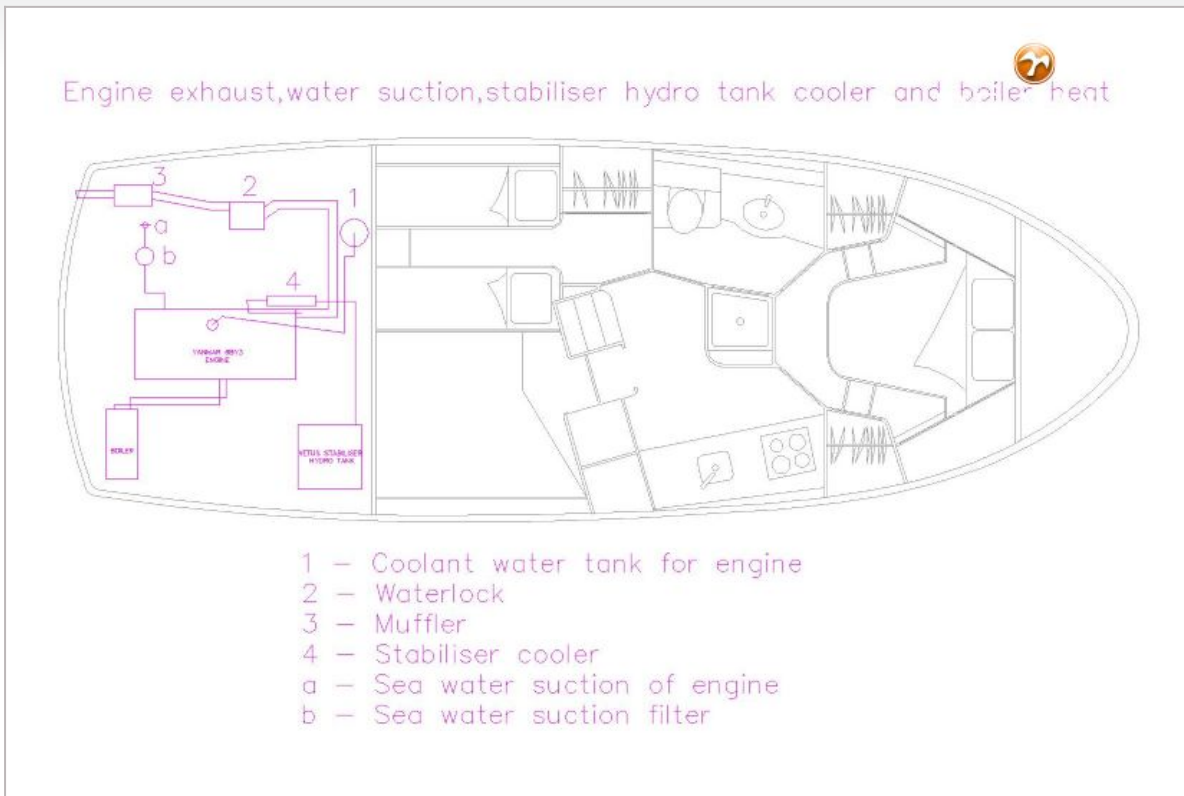 Engine exhaust,water suction,stabiliser hydro tank cooler and boiler heat
3
2
1
a
b
4
YANMAR 8BY3
ENGINE
BOILER
VETUS STABILISER
HYDRO TANK
1 - Coolant water tank for engine
2 - Waterlock
3 - Muffler
4 - Stabiliser cooler
a - Sea water suction of engine
b - Sea water suction filter